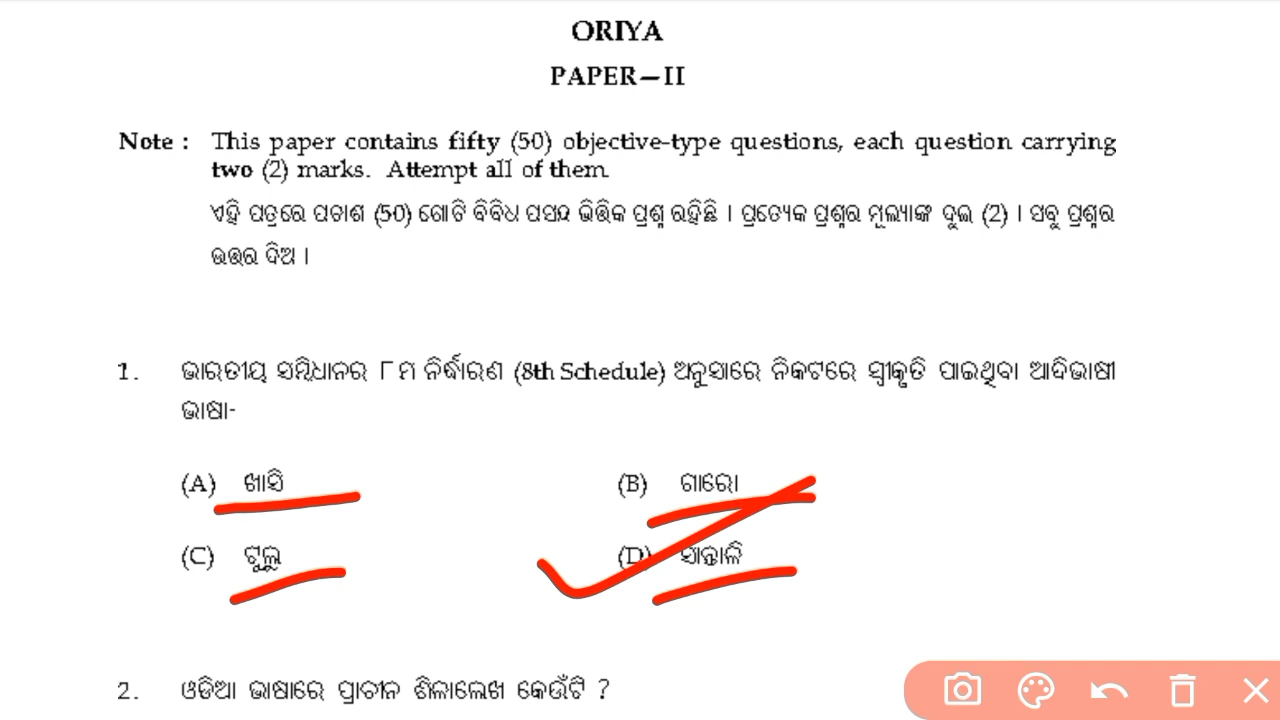 ORIYA
PAPER—II
Note : This paper contains fifty (50) objective-type questions, each question carrying
two (2) marks. Attempt all of them.
ଏହି ପତ୍ରରେ ପଚାଶ (50) ଗୋଟି ବିବିଧ ପସନ୍ଦ ଭିତ୍ତିକ ପ୍ରଶ୍ନ ରହିଛି । ପ୍ରତ୍ୟେକ ପ୍ରଶ୍ନର ମୂଲ୍ୟାଙ୍କ ଦୁଇ (2) । ସବୁ ପ୍ରଶ୍ନର
ଉତ୍ତର ଦିଅ ।
1. ଭାରତୀୟ ସମ୍ବିଧାନର ୮ମ ନିର୍ଦ୍ଧାରଣ (8th Schedule) ଅନୁସାରେ ନିକଟରେ ସ୍ୱୀକୃତି ପାଇଥିବା ଆଦିଭାଷୀ
ଭାଷା-
(A) ଖାସି (B) ଗାରୋ
(C) ଟୁଲୁ (D) ସାନ୍ତାଳି
2. ଓଡିଆ ଭାଷାରେ ପ୍ରାଚୀନ ଶିଳାଲେଖ କେଉଁଟି ?